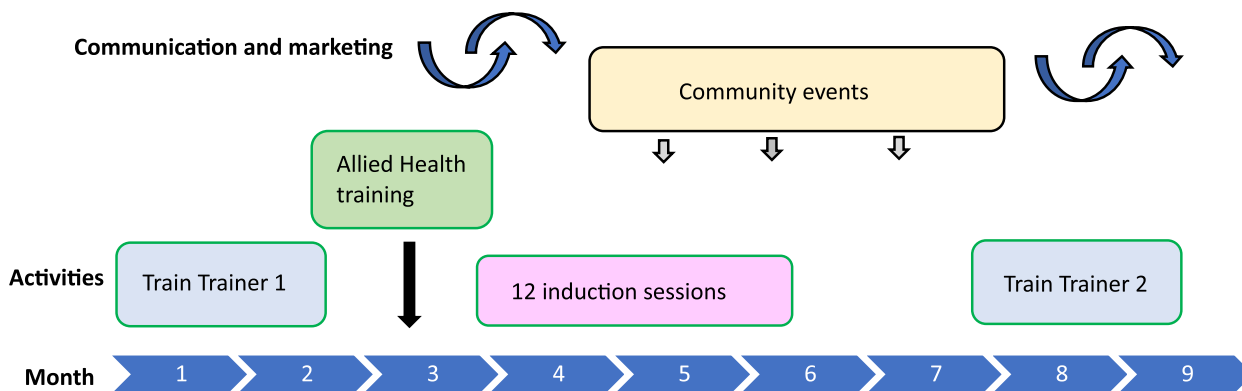 Communication and marketing
Community events
Allied Health
training
Activities
Train Trainer 1
12 induction sessions
Train Trainer 2
Month
1 2 3 4 5 6 7 8 9